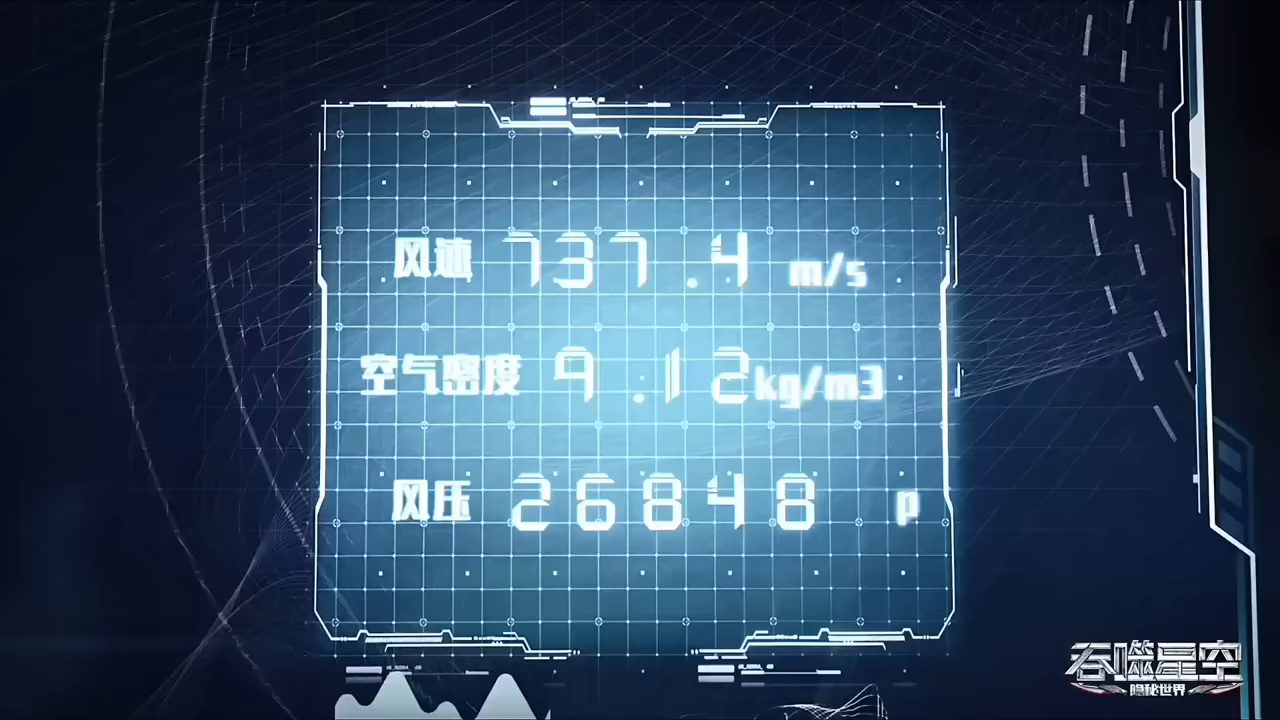 风速 737.4 m/s
空气密度 9.12kg/m3
风压 26848 p
吞噬星空
隐秘世界